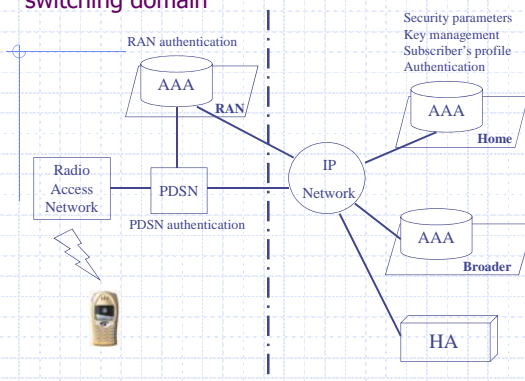 switching domain
RAN authentication
AAA
RAN
Radio
Access
Network
PDSN
PDSN authentication
IP
Network
Security parameters
Key management
Subscriber's profile
Authentication
AAA
Home
AAA
Broader
HA